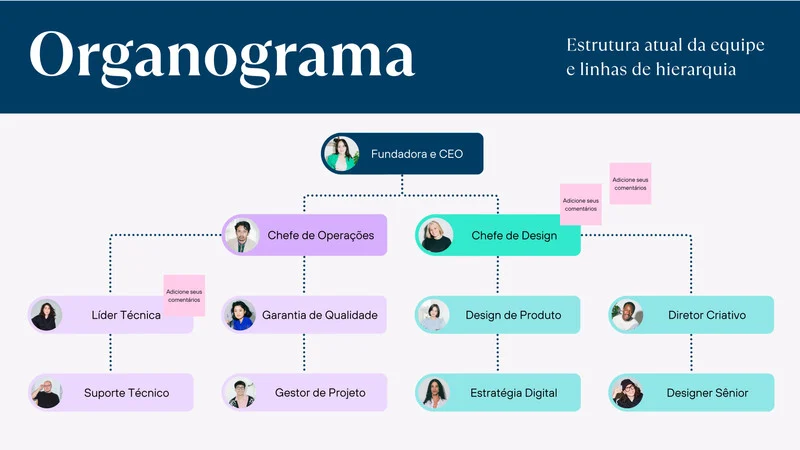 Organograma
Estrutura atual da equipe
e linhas de hierarquia
Fundadora e CEO
Adicione seus
comentários
Adicione seus
comentários
Chefe de Operações
Chefe de Design
Adicione seus
comentários
Líder Técnica
Garantia de Qualidade
Design de Produto
Diretor Criativo
Suporte Técnico
Gestor de Projeto
Estratégia Digital
Designer Sênior